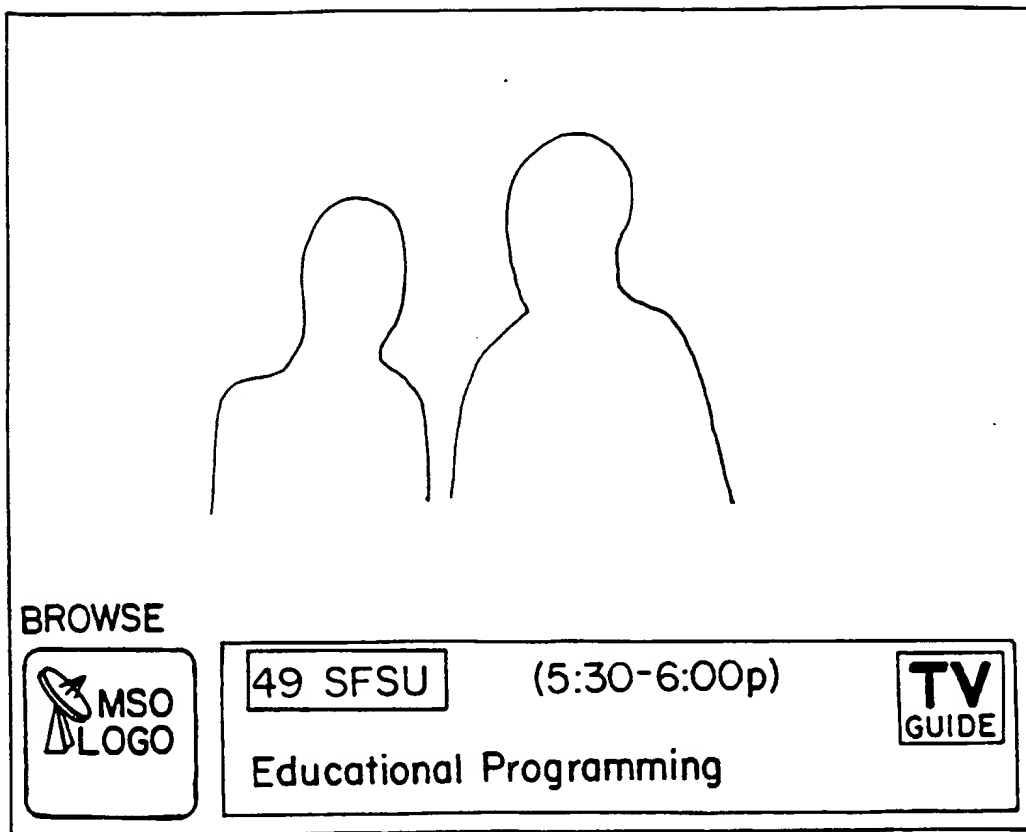 BROWSE
MSO
LOGO
49 SFSU (5:30-6:00p)
Educational Programming
TV
GUIDE